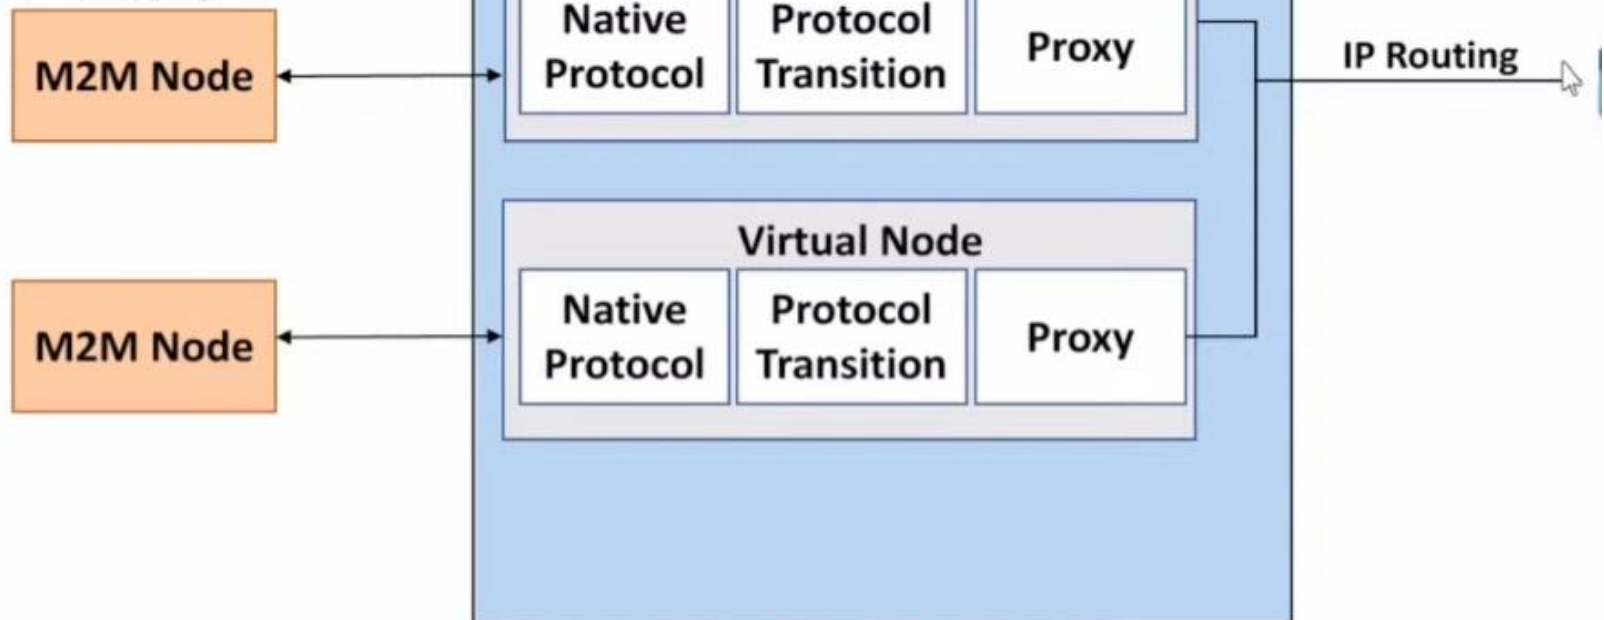 M2M Node
Native
Protocol
Protocol
Transition
Proxy
IP Routing
Virtual Node
M2M Node
Native
Protocol
Protocol
Transition
Proxy